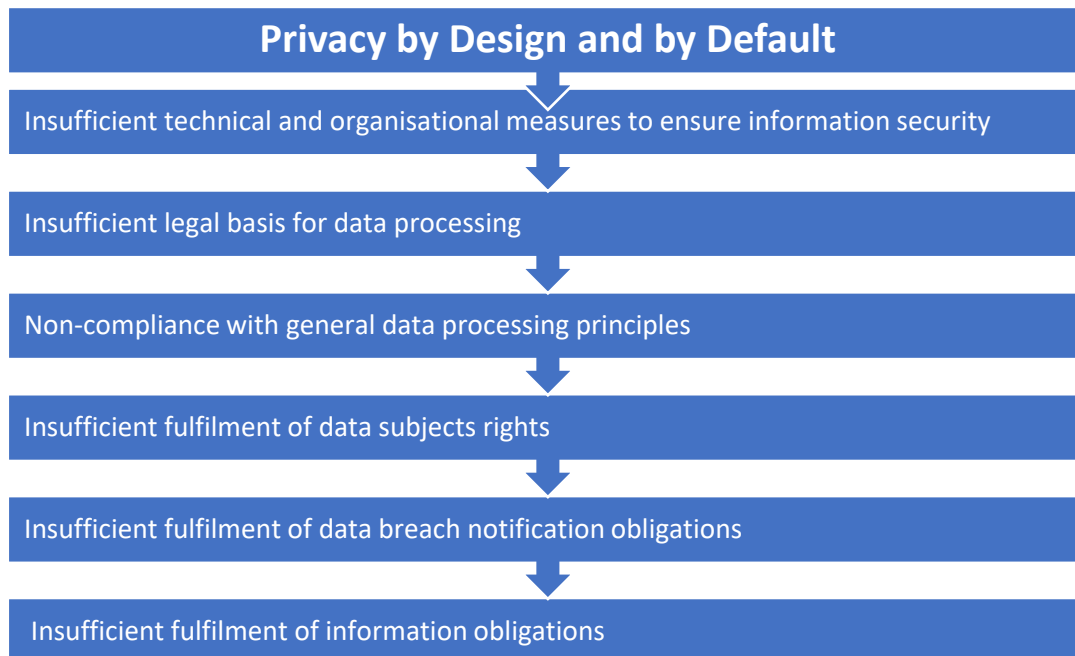 Privacy by Design and by Default
Insufficient technical and organisational measures to ensure information security
Insufficient legal basis for data processing
Non-compliance with general data processing principles
Insufficient fulfilment of data subjects rights
Insufficient fulfilment of data breach notification obligations
Insufficient fulfilment of information obligations